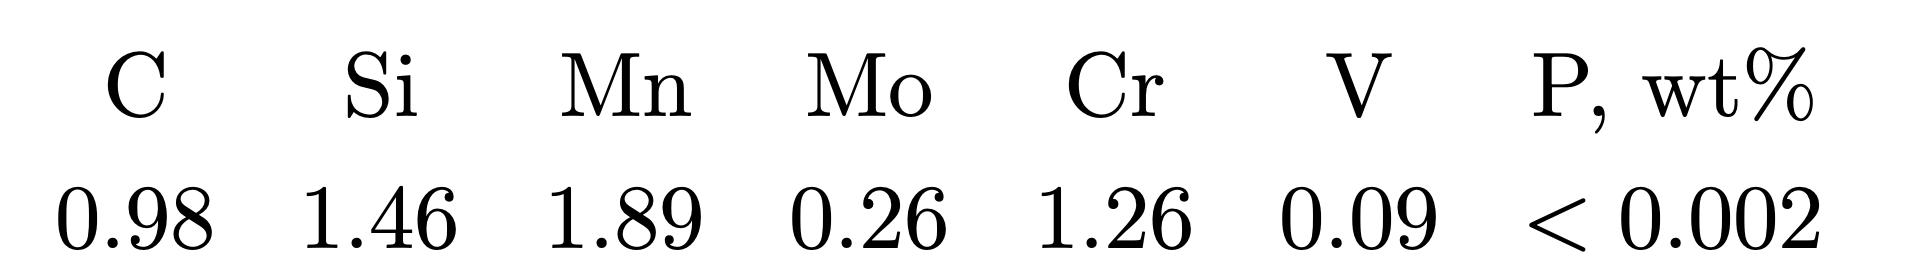 C Si Mn Mo Cr V P, wt%
0.98 1.46 1.89 0.26 1.26 0.09 < 0.002